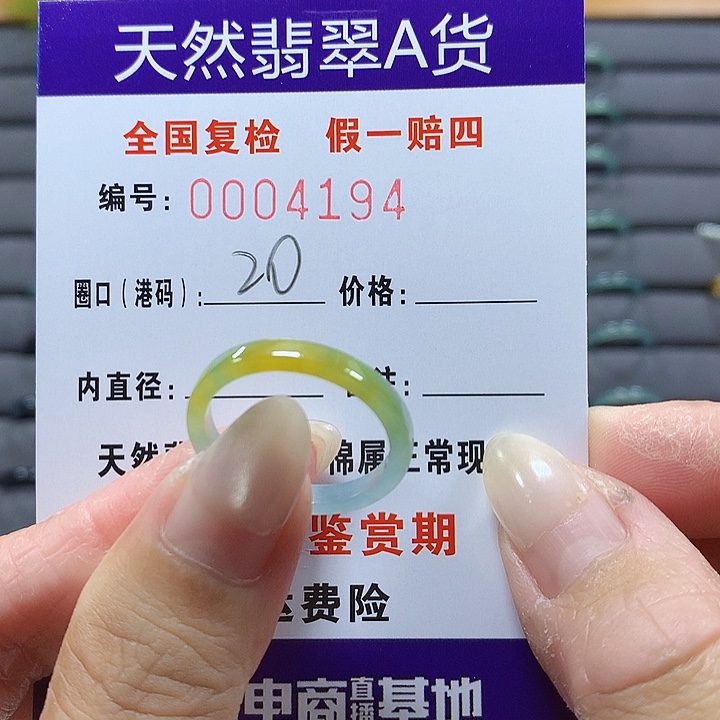 天然翡翠A货
全国复检 假一赔四
编号: 0004194
圈口(港码): 20 价格:
内直径:
天然 棉属正常现
鉴赏期
运费险
电商直播基地